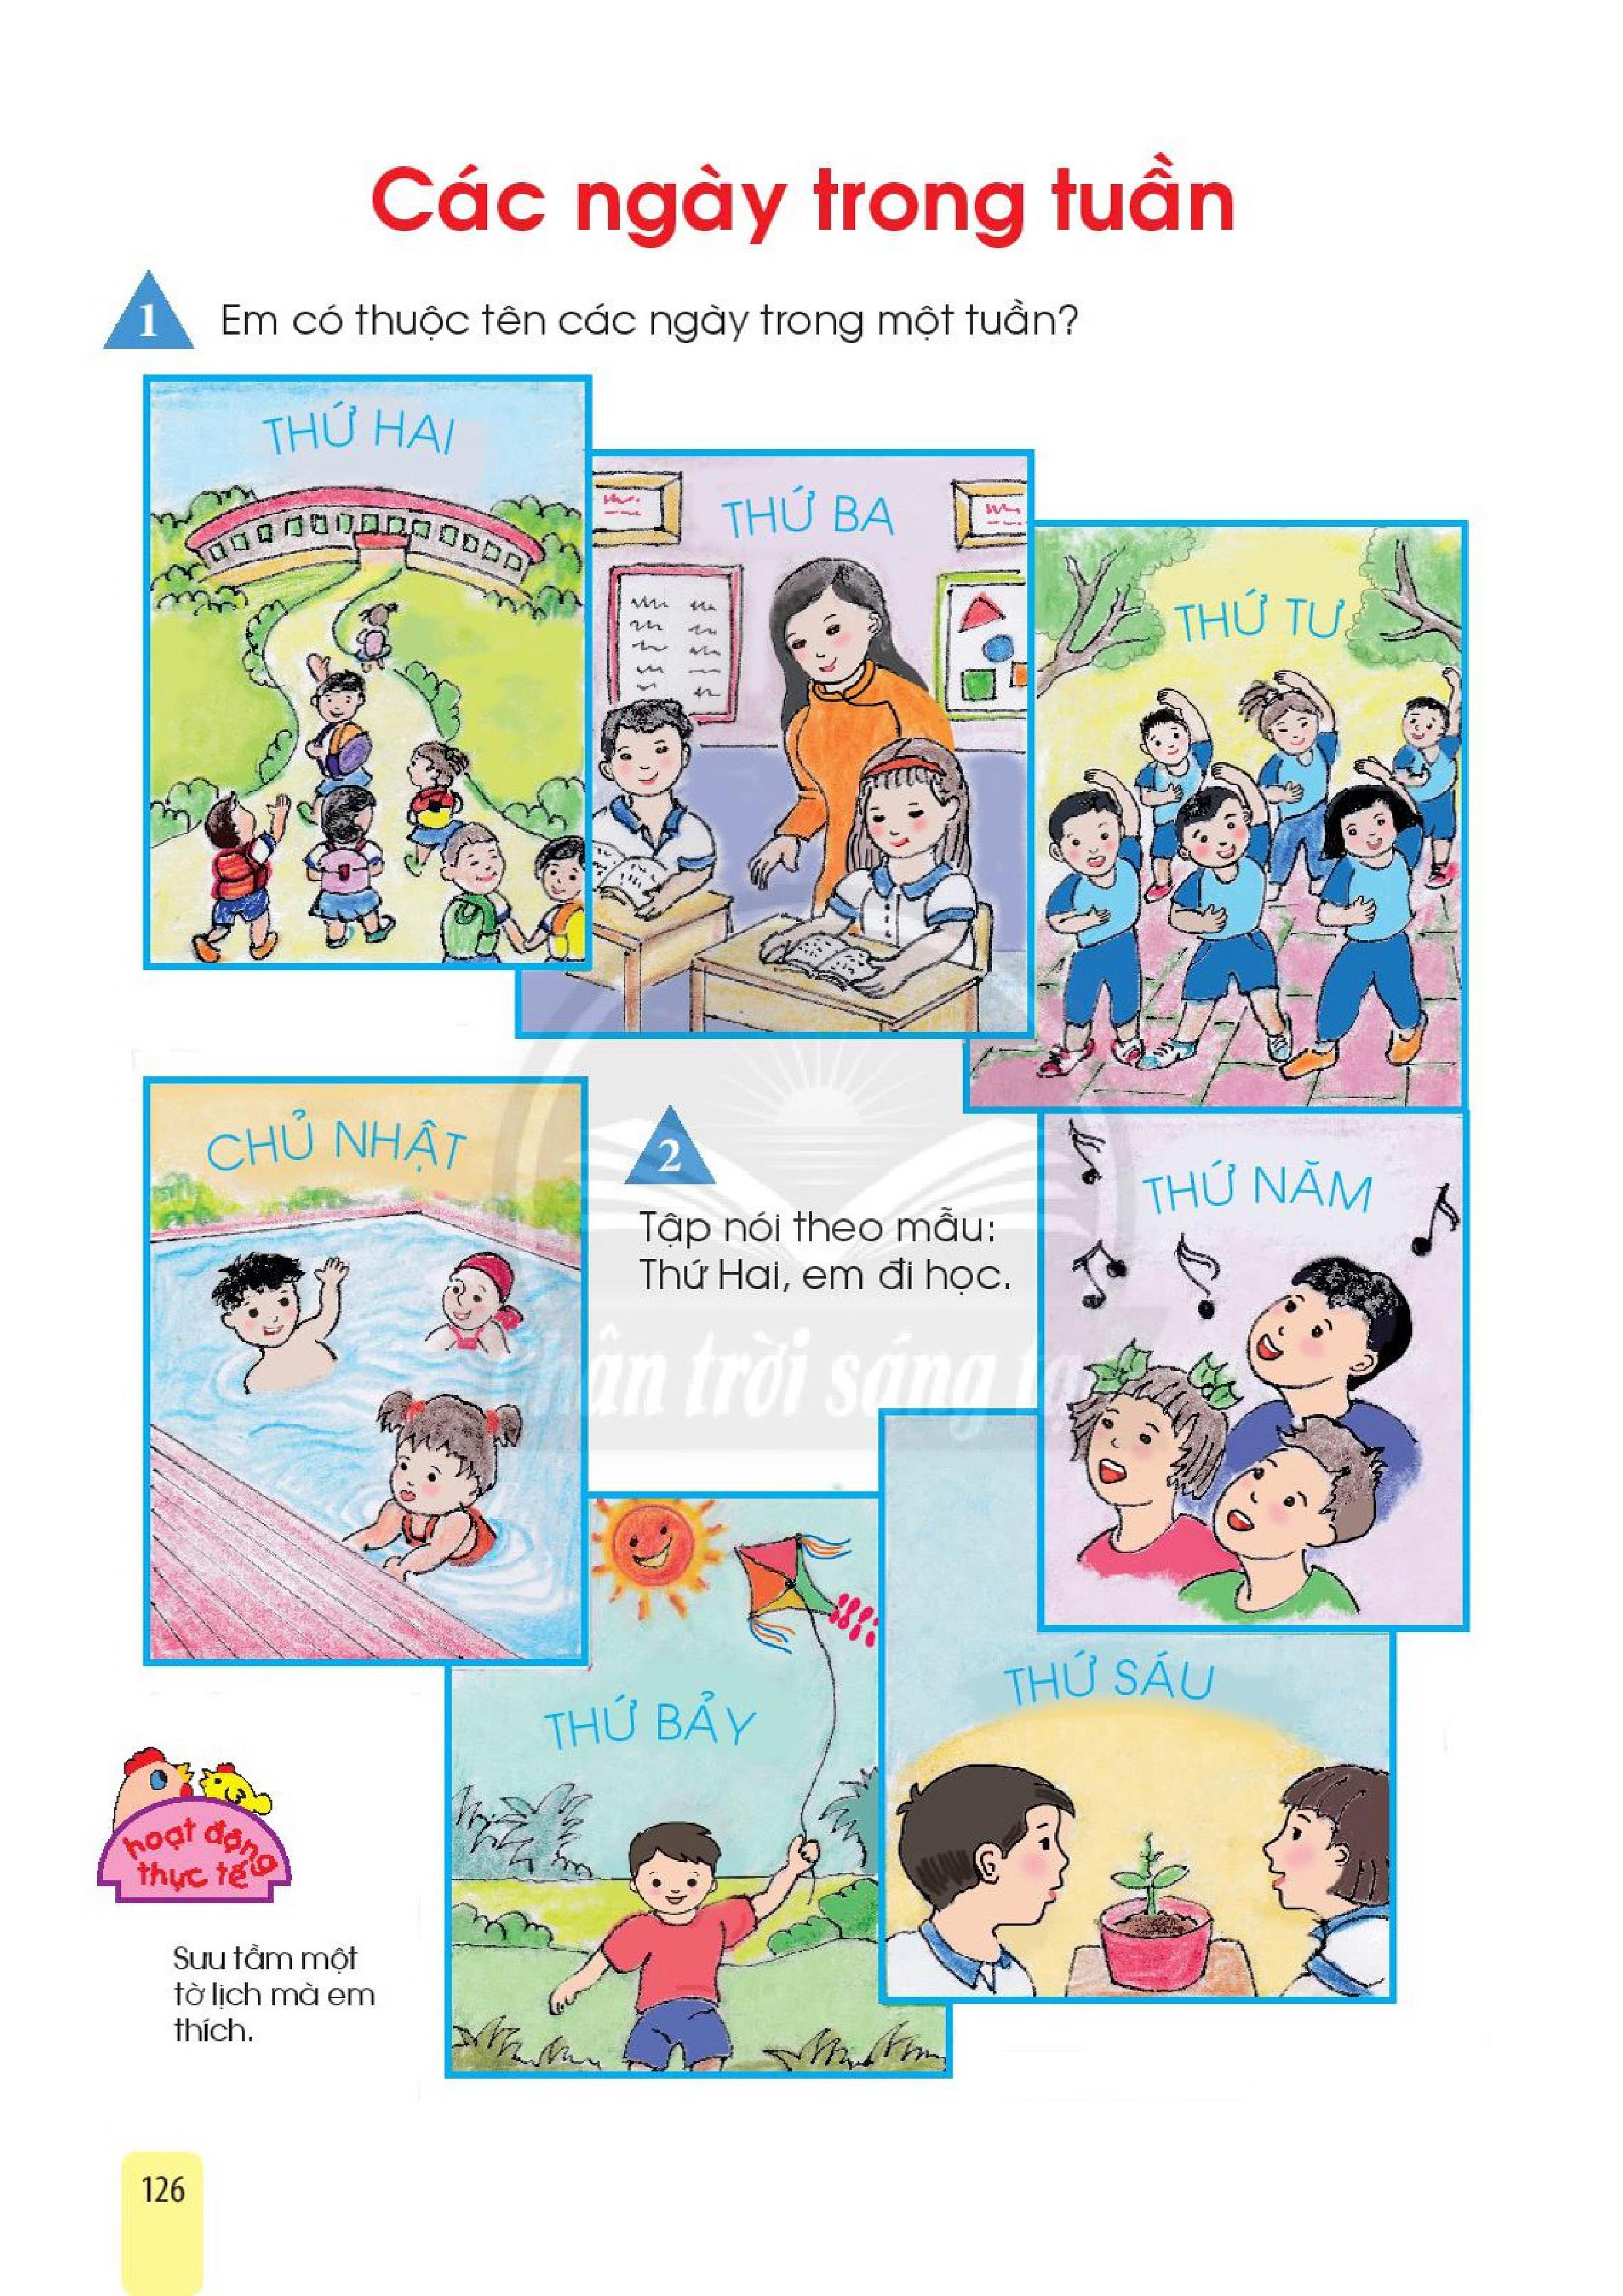 Các ngày trong tuần
1
Em có thuộc tên các ngày trong một tuần?
THỨ HAI
THỨ BA
THỨ TƯ
CHỦ NHẬT
2
Tập nói theo mẫu:
Thứ Hai, em đi học.
THỨ NĂM
THỨ BẢY
THỨ SÁU
hoạt động
thực tế
Sưu tầm một
tờ lịch mà em
thích.
126